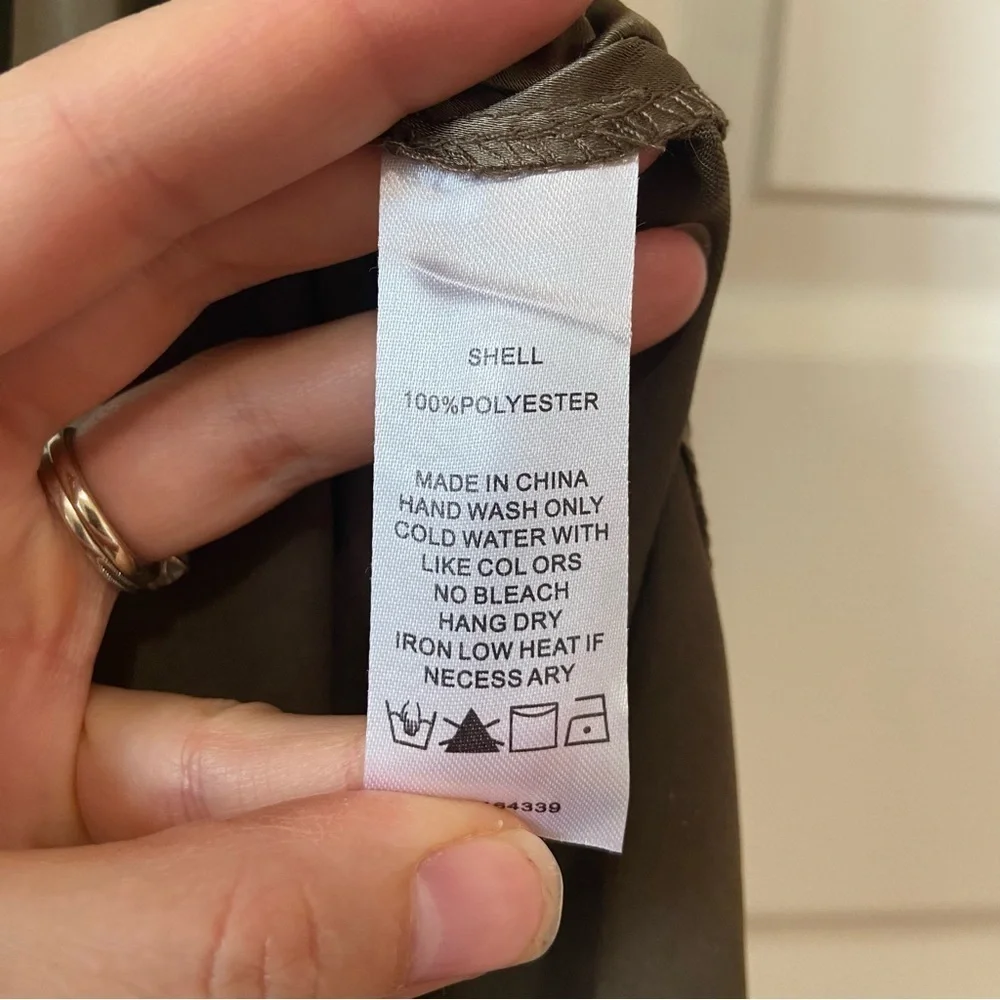 SHELL
100%POLYESTER
MADE IN CHINA
HAND WASH ONLY
COLD WATER WITH
LIKE COL ORS
NO BLEACH
HANG DRY
IRON LOW HEAT IF
NECESS ARY